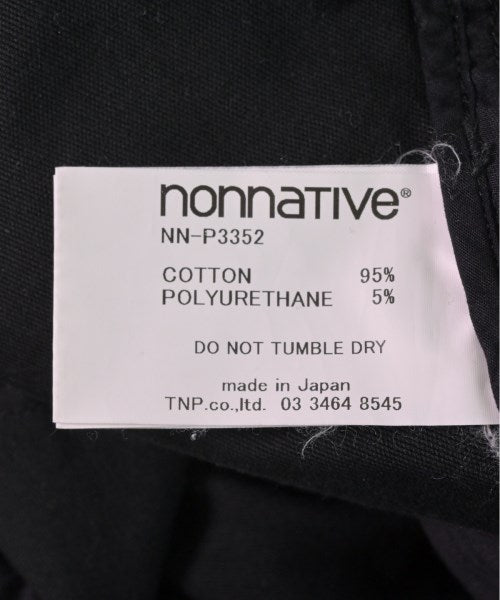 nonnative®
NN-P3352
COTTON 95%
POLYURETHANE 5%
DO NOT TUMBLE DRY
made in Japan
TNP.co.,ltd. 03 3464 8545